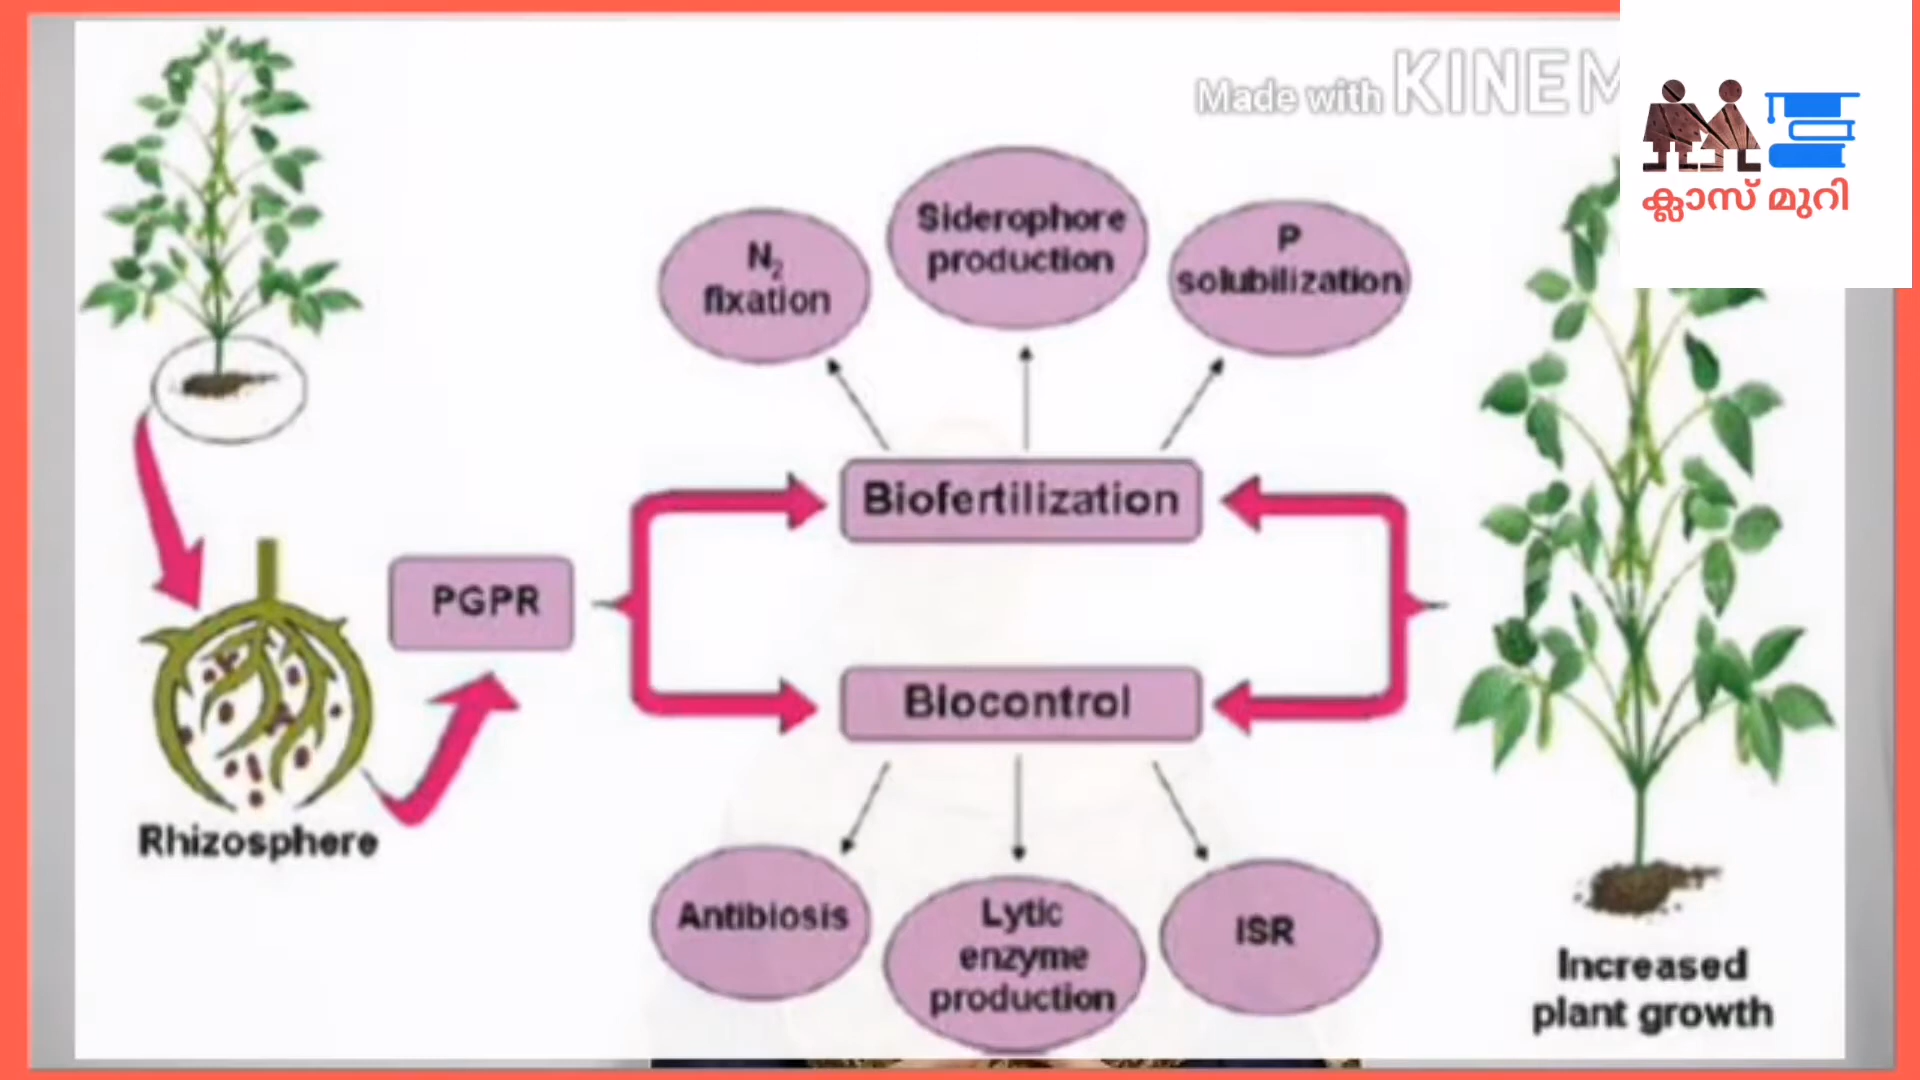 Made with KINEM
ക്ലാസ് മുറി
Siderophore
production
N₂
fixation
P
solubilization
Biofertilization
PGPR
Biocontrol
Rhizosphere
Antibiosis
Lytic
enzyme
production
ISR
Increased
plant growth